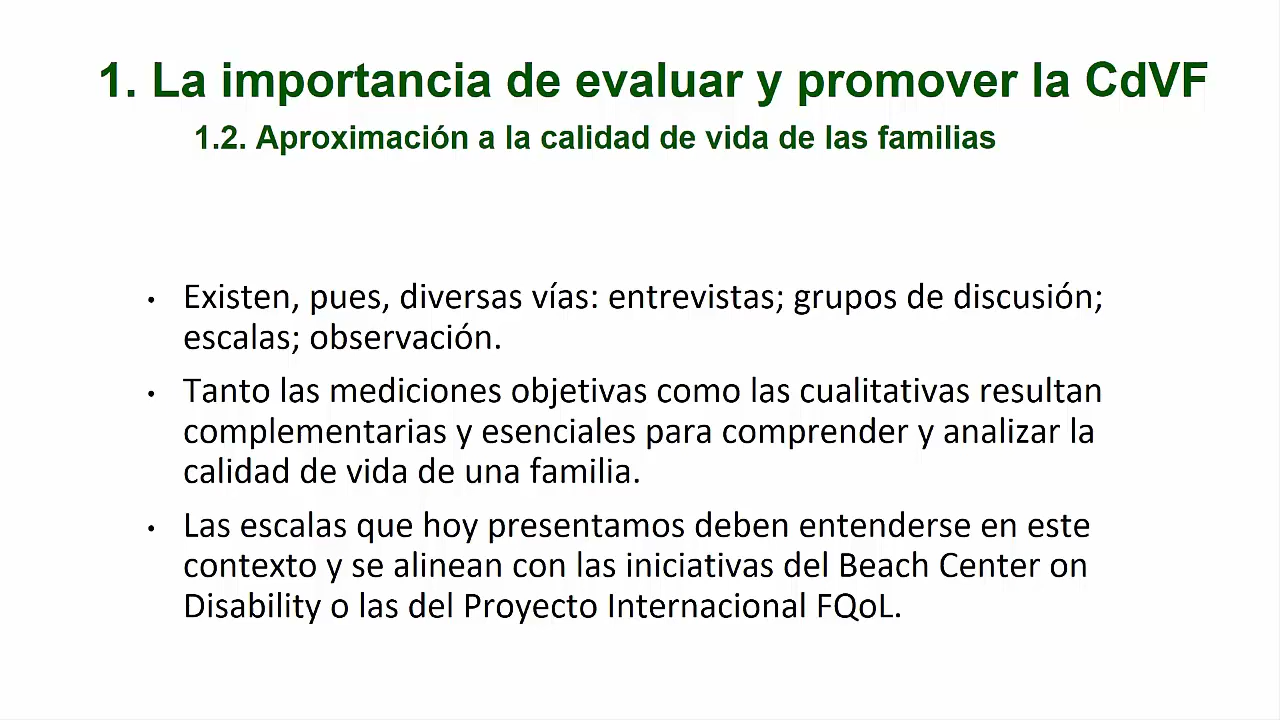 1. La importancia de evaluar y promover la CdVF
1.2. Aproximación a la calidad de vida de las familias
• Existen, pues, diversas vías: entrevistas; grupos de discusión;
escalas; observación.
• Tanto las mediciones objetivas como las cualitativas resultan
complementarias y esenciales para comprender y analizar la
calidad de vida de una familia.
• Las escalas que hoy presentamos deben entenderse en este
contexto y se alinean con las iniciativas del Beach Center on
Disability o las del Proyecto Internacional FQoL.